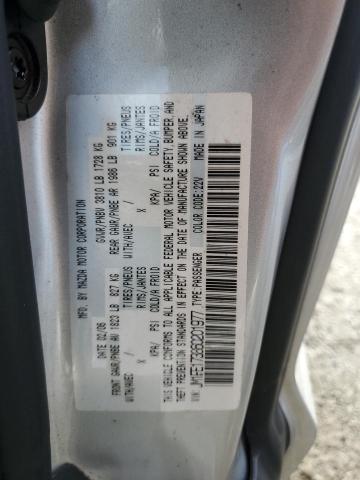 MFD. BY MAZDA MOTOR CORPORATION
DATE 02/06 GVWR/PNBV 3810 LB 1728 KG
FRONT GAWR/PNBE AV 1823 LB 827 KG REAR GAWR/PNBE AR 1986 LB 901 KG
WITH/AVEC TIRES/PNEUS WITH/AVEC TIRES/PNEUS
X RIMS/JANTES X RIMS/JANTES
KPA/ PSI COLD/A FROID KPA/ PSI COLD/A FROID
THIS VEHICLE CONFORMS TO ALL APPLICABLE FEDERAL MOTOR VEHICLE SAFETY, BUMPER, AND
THEFT PREVENTION STANDARDS IN EFFECT ON THE DATE OF MANUFACTURE SHOWN ABOVE.
VIN: JM1FE173360201977 TYPE:PASSENGER COLOR CODE:22V MADE IN JAPAN